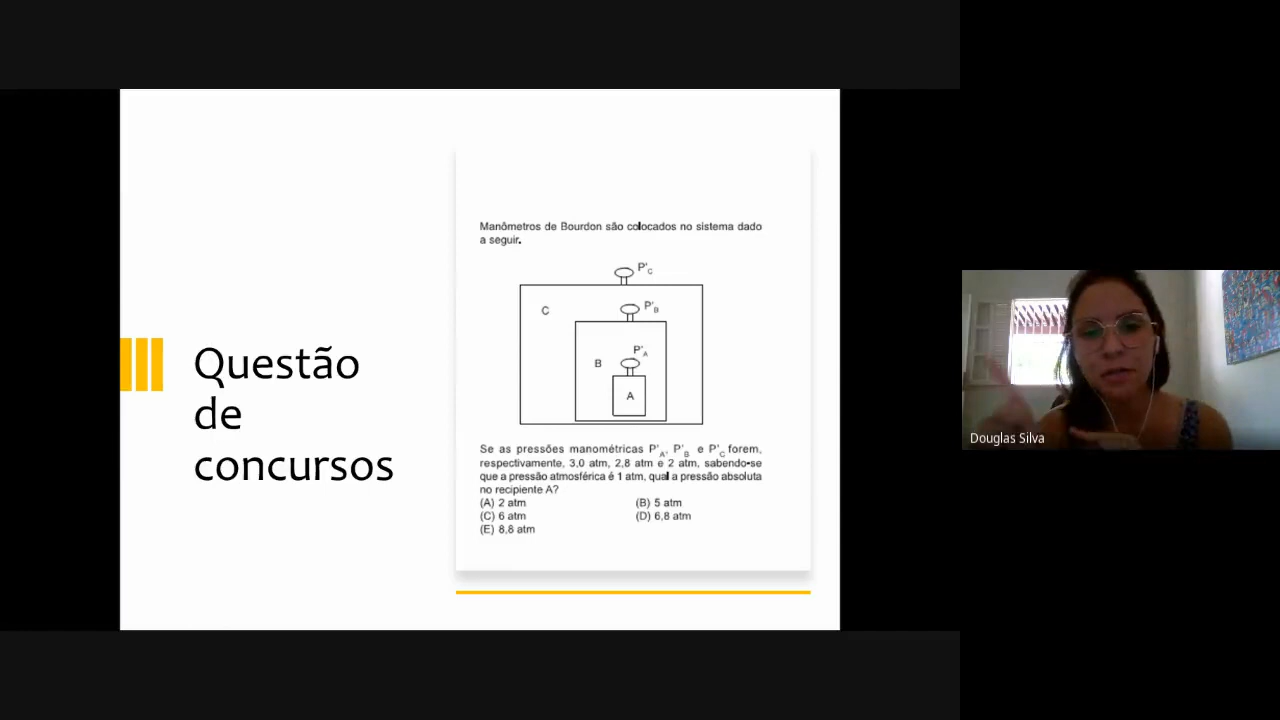 Questão
de
concursos
Manômetros de Bourdon são colocados no sistema dado
a seguir.
P'C
C
P'B
B
P'A
A
Se as pressões manométricas P'A, P'B e P'C forem,
respectivamente, 3,0 atm, 2,8 atm e 2 atm, sabendo-se
que a pressão atmosférica é 1 atm, qual a pressão absoluta
no recipiente A?
(A) 2 atm (B) 5 atm
(C) 6 atm (D) 6,8 atm
(E) 8,8 atm
Douglas Silva